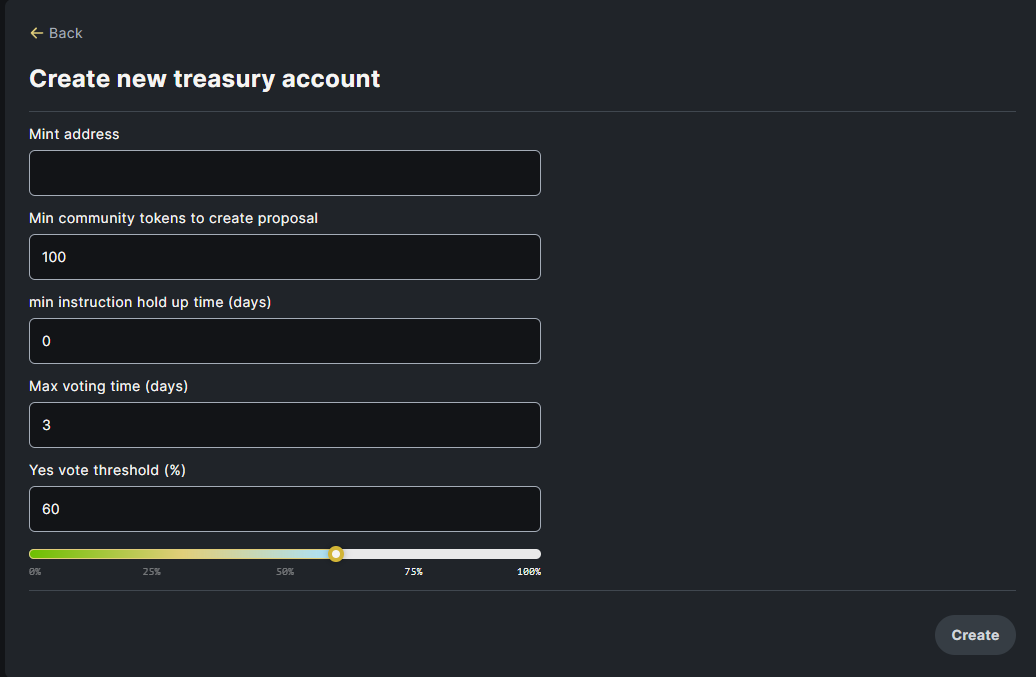 Back
Create new treasury account
Mint address
Min community tokens to create proposal
100
min instruction hold up time (days)
0
Max voting time (days)
3
Yes vote threshold (%)
60
0% 25% 50% 75% 100%
Create